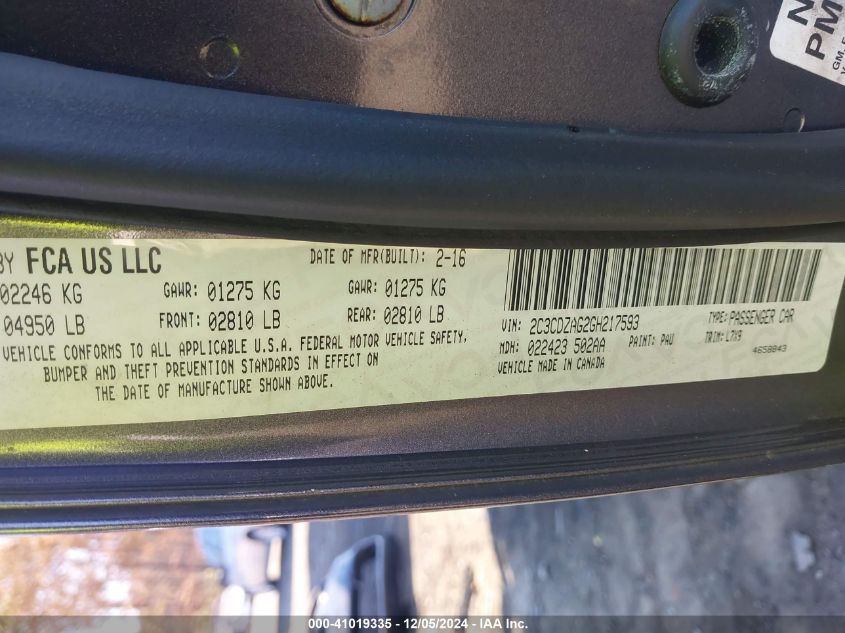 N
PM
GM-F
BY FCA US LLC
DATE OF MFR(BUILT): 2-16
02246 KG GAWR: 01275 KG GAWR: 01275 KG
04950 LB FRONT: 02810 LB REAR: 02810 LB
VEHICLE CONFORMS TO ALL APPLICABLE U.S.A. FEDERAL MOTOR VEHICLE SAFETY,
BUMPER AND THEFT PREVENTION STANDARDS IN EFFECT ON
THE DATE OF MANUFACTURE SHOWN ABOVE.
VIN: 2C3CDZAG2GH217593 TYPE: PASSENGER CAR
MDH: 022423 502AA PAINT: PAU TRIM: L7X9
VEHICLE MADE IN CANADA 4658843
000-41019335 - 12/05/2024 - IAA Inc.